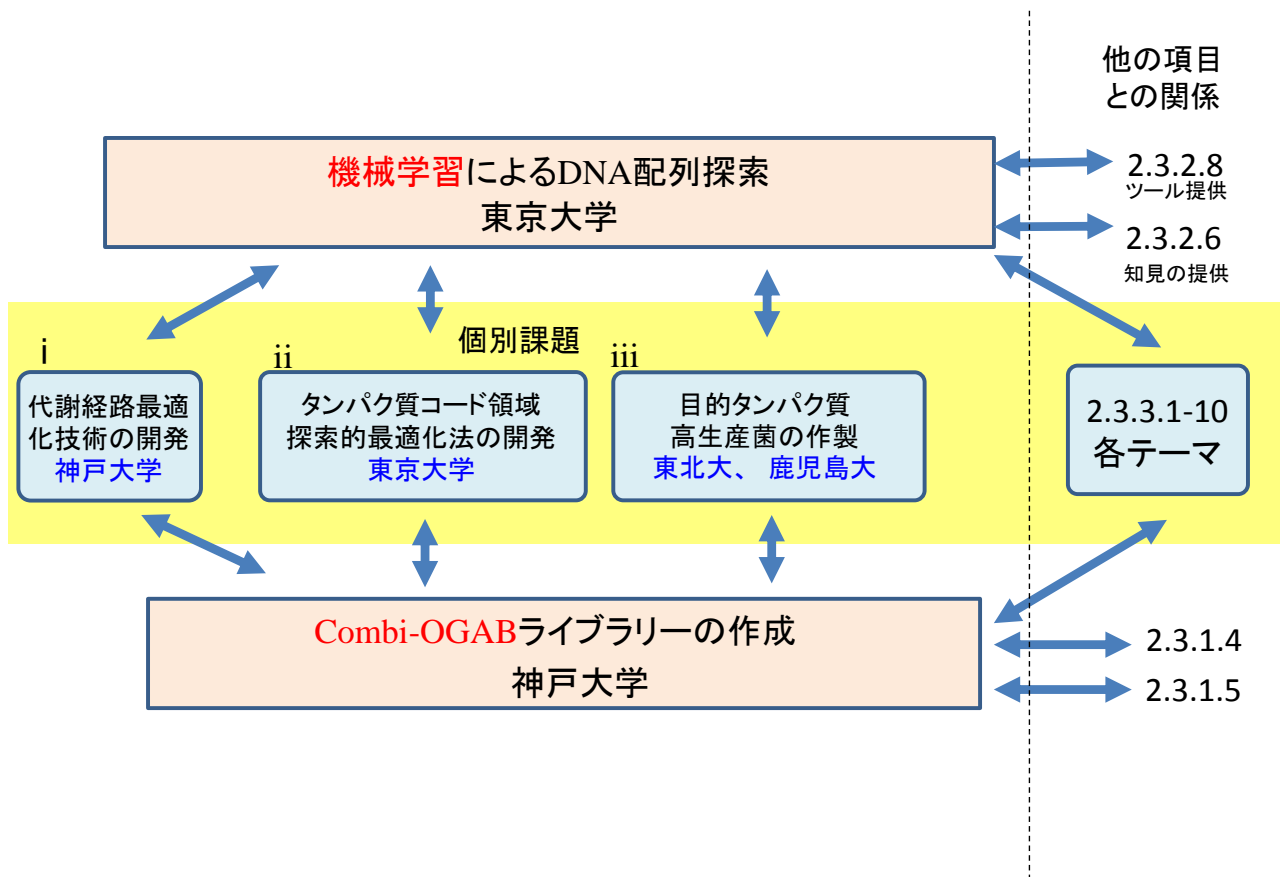 他の項目
との関係
機械学習によるDNA配列探索
東京大学
2.3.2.8
ツール提供
2.3.2.6
知見の提供
個別課題
i
代謝経路最適
化技術の開発
神戸大学
ii
タンパク質コード領域
探索的最適化法の開発
東京大学
iii
目的タンパク質
高生産菌の作製
東北大、 鹿児島大
2.3.3.1-10
各テーマ
Combi-OGABライブラリーの作成
神戸大学
2.3.1.4
2.3.1.5